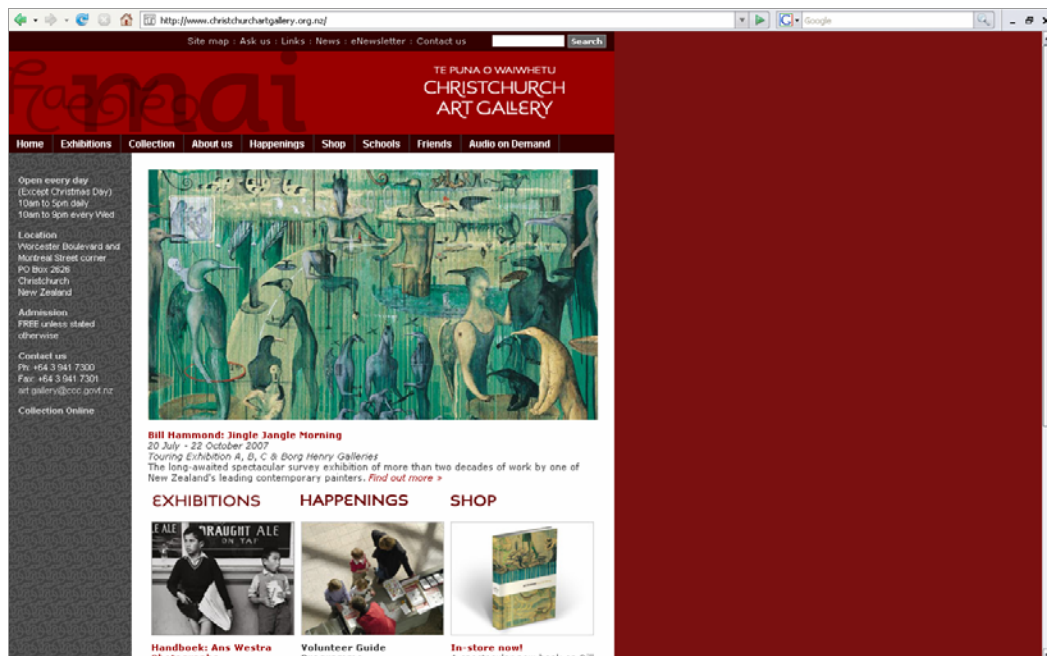 http://www.christchurchartgallery.org.nz/
Google
Site map : Ask us : Links : News : eNewsletter : Contact us
Search
mai
TE PUNA O WAIWHETU
CHRISTCHURCH
ART GALLERY
Home Exhibitions Collection About us Happenings Shop Schools Friends Audio on Demand
Open every day
(Except Christmas Day)
10am to 5pm daily
10am to 9pm every Wed
Location
Worcester Boulevard and
Montreal Street corner
PO Box 2626
Christchurch
New Zealand
Admission
FREE unless stated
otherwise
Contact us
Ph: +64 3 941 7300
Fax: +64 3 941 7301
art.gallery@ccc.govt.nz
Collection Online
Bill Hammond: Jingle Jangle Morning
20 July - 22 October 2007
Touring Exhibition A, B, C & Borg Henry Galleries
The long-awaited spectacular survey exhibition of more than two decades of work by one of
New Zealand's leading contemporary painters. Find out more >
EXHIBITIONS HAPPENINGS SHOP
E ALE DRAUGHT ALE
ON TAP
Handboek: Ans Westra
Volunteer Guide
In-store now!